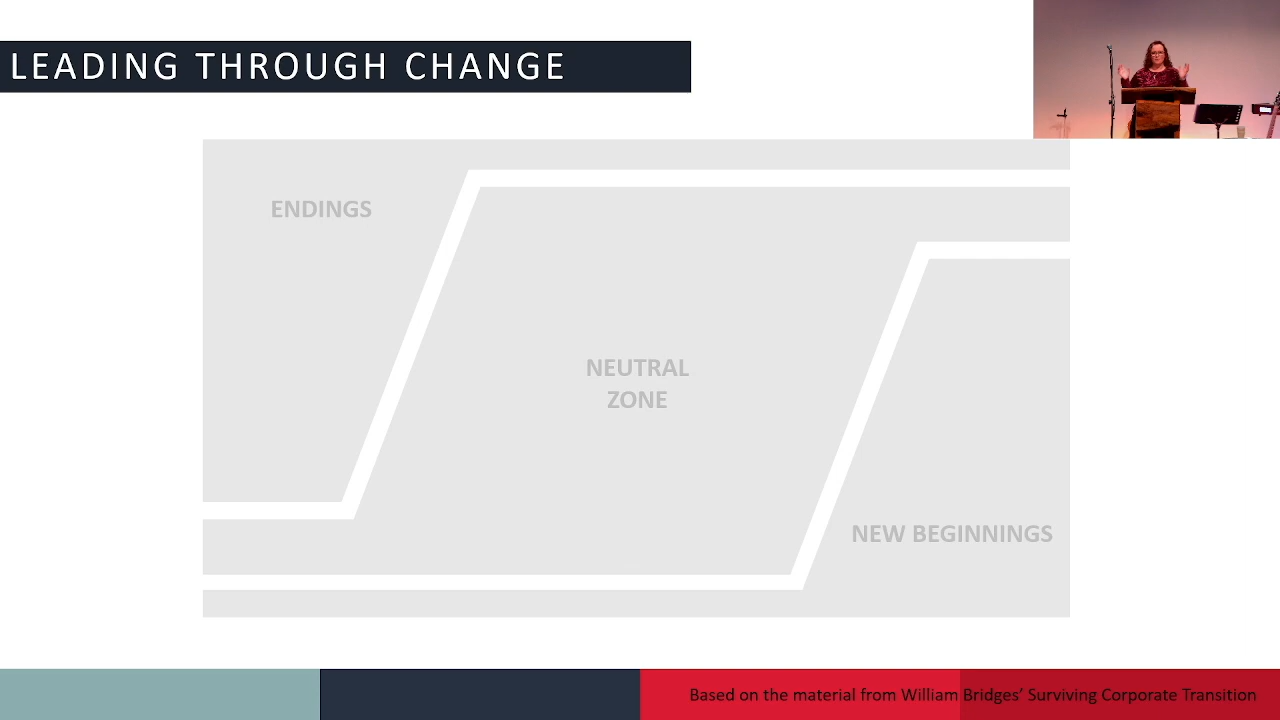 LEADING THROUGH CHANGE
ENDINGS
NEUTRAL
ZONE
NEW BEGINNINGS
Based on the material from William Bridges’ Surviving Corporate Transition